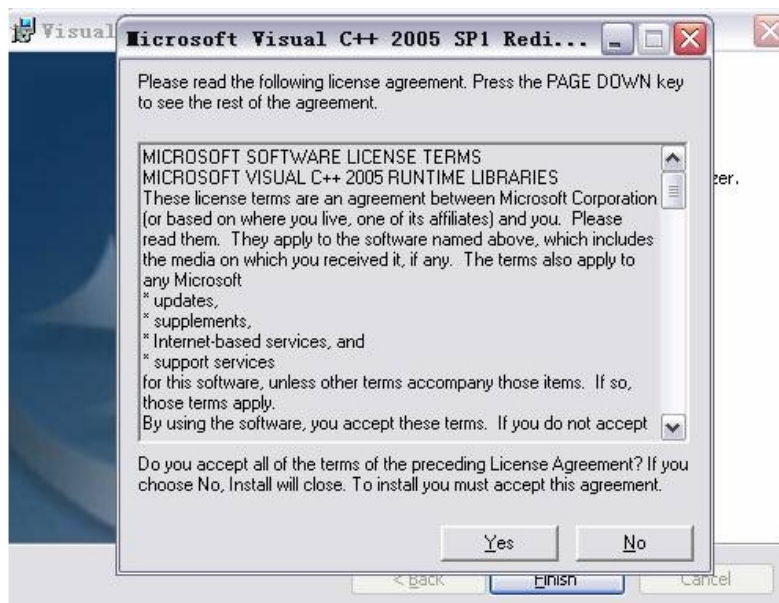 Visual
Microsoft Visual C++ 2005 SP1 Redi...
Please read the following license agreement. Press the PAGE DOWN key
to see the rest of the agreement.
MICROSOFT SOFTWARE LICENSE TERMS
MICROSOFT VISUAL C++ 2005 RUNTIME LIBRARIES
These license terms are an agreement between Microsoft Corporation
(or based on where you live, one of its affiliates) and you.  Please
read them.  They apply to the software named above, which includes
the media on which you received it, if any.  The terms also apply to
any Microsoft
* updates,
* supplements,
* Internet-based services, and
* support services
for this software, unless other terms accompany those items.  If so,
those terms apply.
By using the software, you accept these terms.  If you do not accept
zer.
Do you accept all of the terms of the preceding License Agreement? If you
choose No, Install will close. To install you must accept this agreement.
Yes
No
< Back
Finish
Cancel